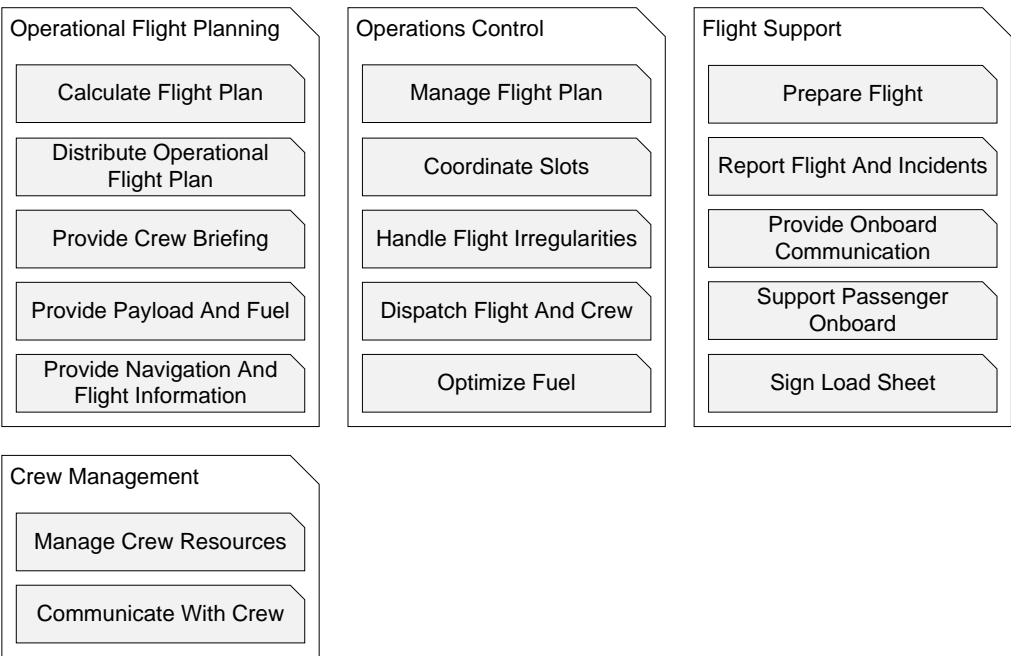 Operational Flight Planning
Calculate Flight Plan
Distribute Operational
Flight Plan
Provide Crew Briefing
Provide Payload And Fuel
Provide Navigation And
Flight Information
Operations Control
Manage Flight Plan
Coordinate Slots
Handle Flight Irregularities
Dispatch Flight And Crew
Optimize Fuel
Flight Support
Prepare Flight
Report Flight And Incidents
Provide Onboard
Communication
Support Passenger
Onboard
Sign Load Sheet
Crew Management
Manage Crew Resources
Communicate With Crew